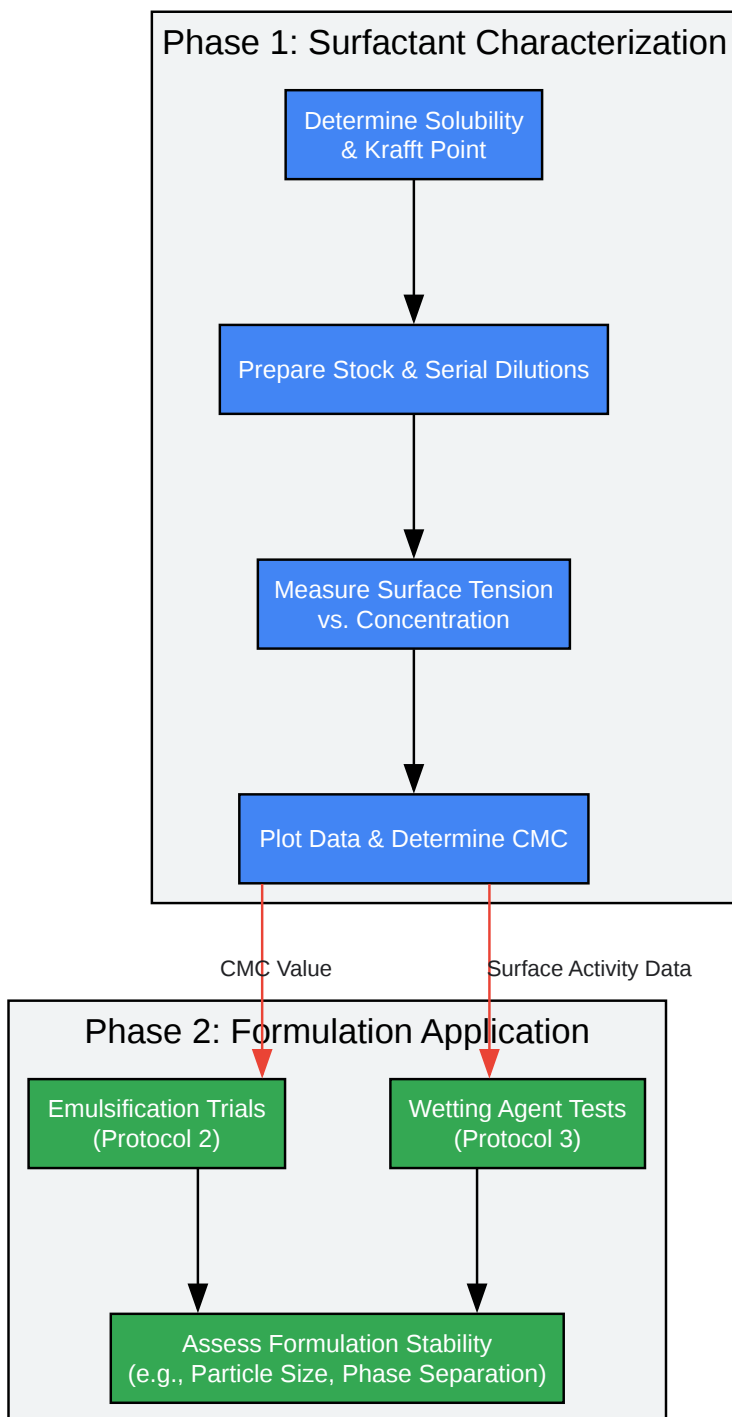 Phase 1: Surfactant Characterization
Determine Solubility
& Krafft Point
Prepare Stock & Serial Dilutions
Measure Surface Tension
vs. Concentration
Plot Data & Determine CMC
CMC Value
Surface Activity Data
Phase 2: Formulation Application
Emulsification Trials
(Protocol 2)
Wetting Agent Tests
(Protocol 3)
Assess Formulation Stability
(e.g., Particle Size, Phase Separation)